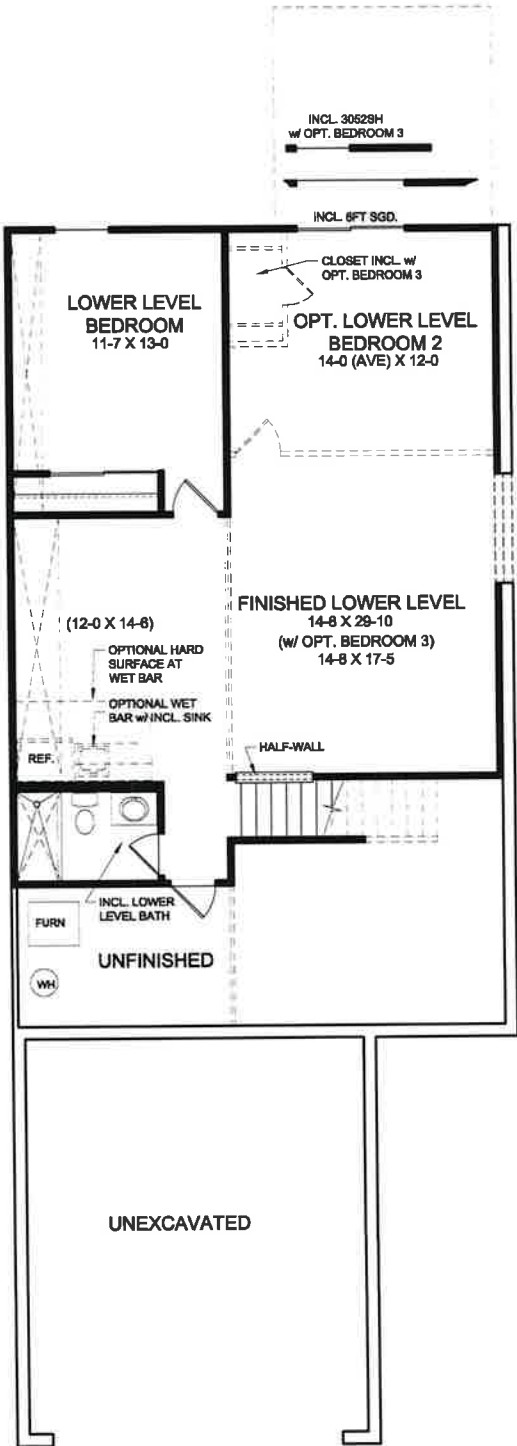 INCL. 3052SH
w/ OPT. BEDROOM 3
INCL. 6FT SGD.
CLOSET INCL. w/
OPT. BEDROOM 3
LOWER LEVEL
BEDROOM
11-7 X 13-0
OPT. LOWER LEVEL
BEDROOM 2
14-0 (AVE) X 12-0
FINISHED LOWER LEVEL
14-8 X 29-10
(w/ OPT. BEDROOM 3)
14-8 X 17-5
(12-0 X 14-6)
OPTIONAL HARD
SURFACE AT
WET BAR
OPTIONAL WET
BAR w/ INCL. SINK
REF.
HALF-WALL
INCL. LOWER
LEVEL BATH
FURN
WH
UNFINISHED
UNEXCAVATED